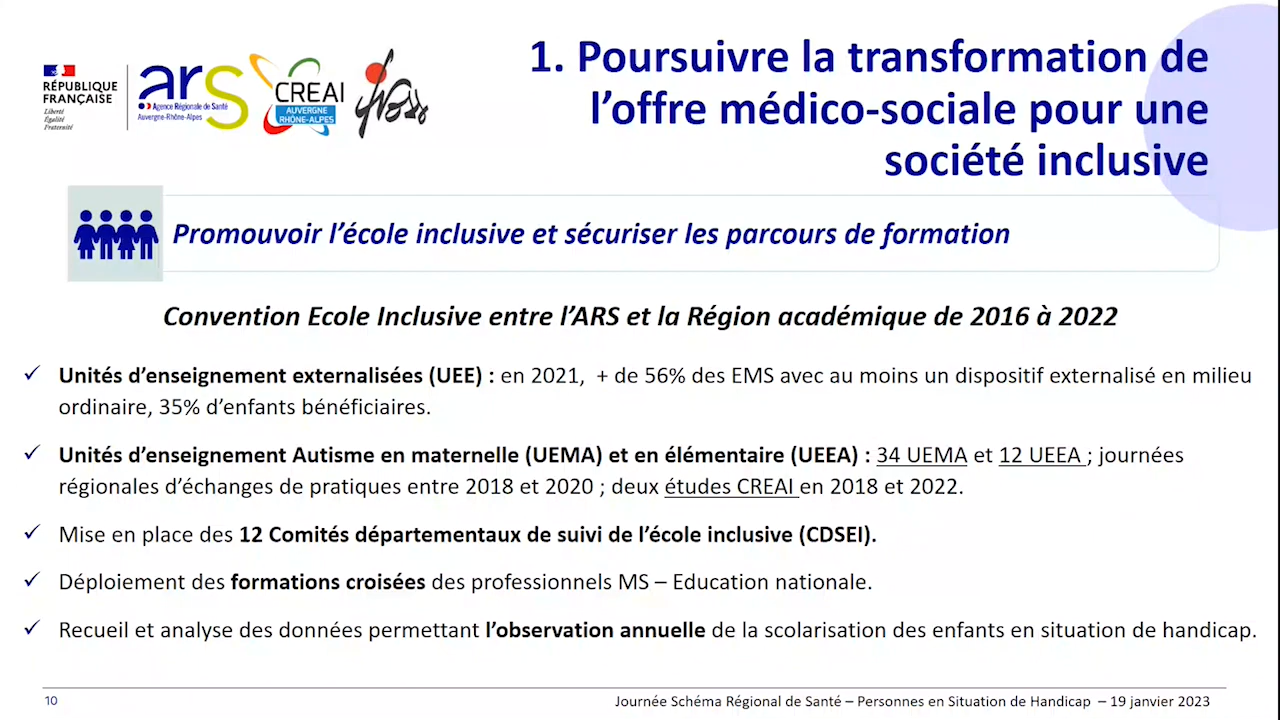 RÉPUBLIQUE
FRANÇAISE
Liberté
Égalité
Fraternité
ars
Agence Régionale de Santé
Auvergne-Rhône-Alpes
CREAI
AUVERGNE
RHÔNE-ALPES
1. Poursuivre la transformation de
l’offre médico-sociale pour une
société inclusive
Promouvoir l’école inclusive et sécuriser les parcours de formation
Convention Ecole Inclusive entre l’ARS et la Région académique de 2016 à 2022
✓ Unités d’enseignement externalisées (UEE) : en 2021, + de 56% des EMS avec au moins un dispositif externalisé en milieu
ordinaire, 35% d’enfants bénéficiaires.
✓ Unités d’enseignement Autisme en maternelle (UEMA) et en élémentaire (UEEA) : 34 UEMA et 12 UEEA ; journées
régionales d’échanges de pratiques entre 2018 et 2020 ; deux études CREAI en 2018 et 2022.
✓ Mise en place des 12 Comités départementaux de suivi de l’école inclusive (CDSEI).
✓ Déploiement des formations croisées des professionnels MS – Education nationale.
✓ Recueil et analyse des données permettant l’observation annuelle de la scolarisation des enfants en situation de handicap.
10
Journée Schéma Régional de Santé – Personnes en Situation de Handicap – 19 janvier 2023